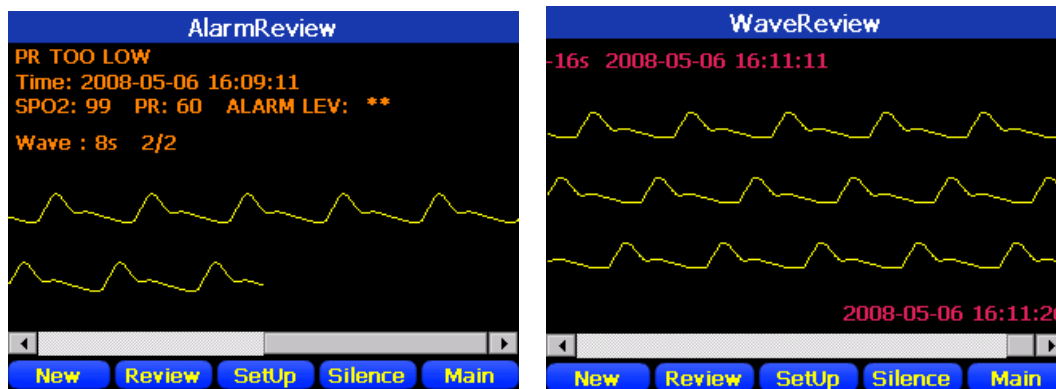 AlarmReview
PR TOO LOW
Time: 2008-05-06 16:09:11
SPO2: 99 PR: 60 ALARM LEV: **
Wave : 8s 2/2
New Review SetUp Silence Main
WaveReview
-16s 2008-05-06 16:11:11
2008-05-06 16:11:26
New Review SetUp Silence Main